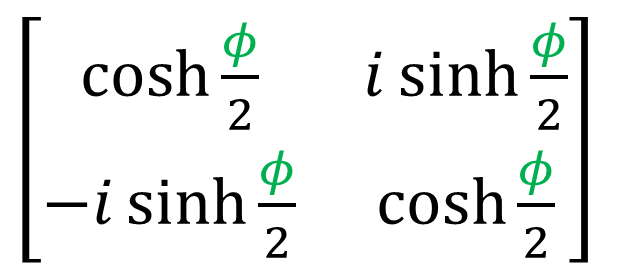 [cosh ϕ/2 i sinh ϕ/2
−i sinh ϕ/2 cosh ϕ/2]